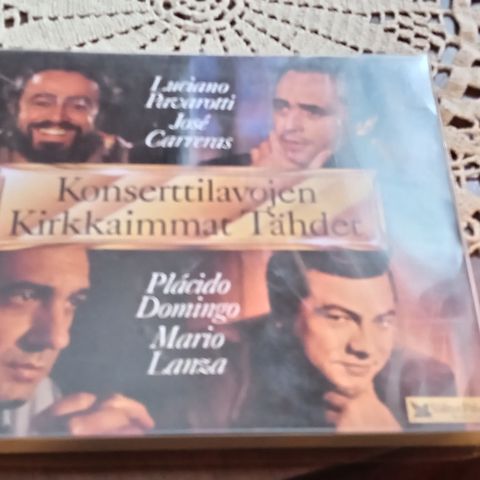 Luciano
Pavarotti
José
Carreras
Konserttilavojen
Kirkkaimmat Tähdet
Plácido
Domingo
Mario
Lanza